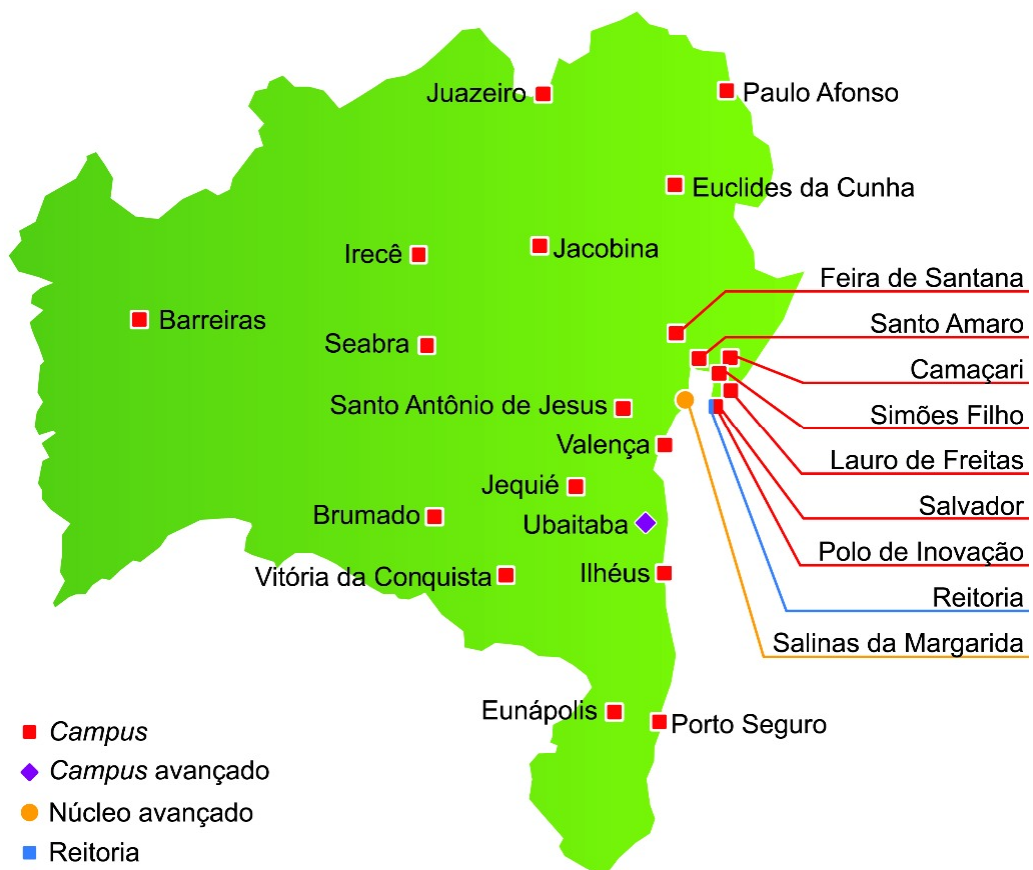 Juazeiro
Paulo Afonso
Euclides da Cunha
Irecê
Jacobina
Feira de Santana
Barreiras
Santo Amaro
Seabra
Camaçari
Santo Antônio de Jesus
Simões Filho
Valença
Lauro de Freitas
Jequié
Salvador
Brumado
Ubaitaba
Polo de Inovação
Vitória da Conquista
Ilhéus
Reitoria
Salinas da Margarida
Eunápolis
Porto Seguro
Campus
Campus avançado
Núcleo avançado
Reitoria